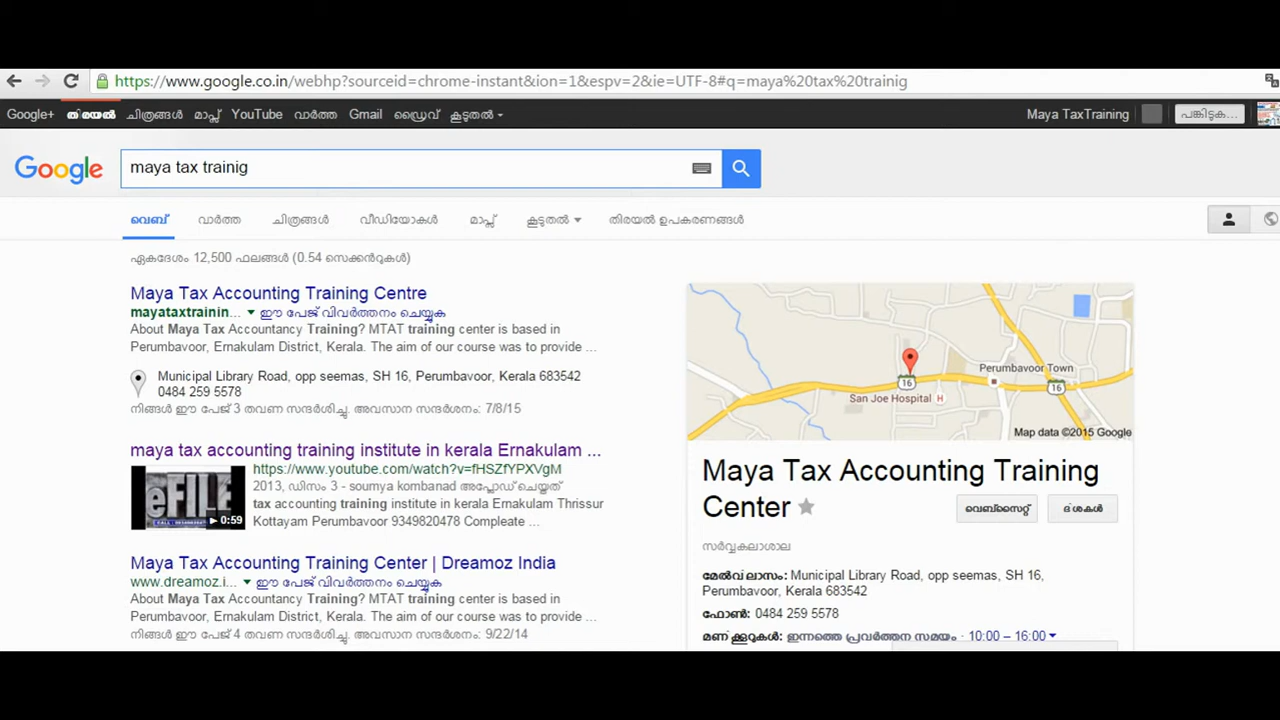 https://www.google.co.in/webhp?sourceid=chrome-instant&ion=1&espv=2&ie=UTF-8#q=maya%20tax%20trainig
Google+ തിരയൽ ചിത്രങ്ങൾ മാപ്സ് YouTube വാർത്ത Gmail ഡ്രൈവ് കൂടുതൽ Maya TaxTraining പങ്കിടുക...
Google maya tax trainig
വെബ് വാർത്ത ചിത്രങ്ങൾ വീഡിയോകൾ മാപ്സ് കൂടുതൽ തിരയൽ ഉപകരണങ്ങൾ
ഏകദേശം 12,500 ഫലങ്ങൾ (0.54 സെക്കൻറുകൾ)
Maya Tax Accounting Training Centre
mayataxtrainin... ഈ പേജ് വിവർത്തനം ചെയ്യുക
About Maya Tax Accountancy Training? MTAT training center is based in
Perumbavoor, Ernakulam District, Kerala. The aim of our course was to provide ...
Municipal Library Road, opp seemas, SH 16, Perumbavoor, Kerala 683542
0484 259 5578
നിങ്ങൾ ഈ പേജ് 3 തവണ സന്ദർശിച്ചു. അവസാന സന്ദർശനം: 7/8/15
maya tax accounting training institute in kerala Ernakulam ...
eFILE
0:59
https://www.youtube.com/watch?v=fHSZfYPXVgM
2013, ഡിസം 3 - soumya kombanad അപ്ലോഡ് ചെയ്തത്
tax accounting training institute in kerala Ernakulam Thrissur
Kottayam Perumbavoor 9349820478 Compleate ...
Maya Tax Accounting Training Center | Dreamoz India
www.dreamoz.i... ഈ പേജ് വിവർത്തനം ചെയ്യുക
About Maya Tax Accountancy Training? MTAT training center is based in
Perumbavoor, Ernakulam District, Kerala. The aim of our course was to provide ...
നിങ്ങൾ ഈ പേജ് 4 തവണ സന്ദർശിച്ചു. അവസാന സന്ദർശനം: 9/22/14
Perumbavoor Town
16
16
San Joe Hospital H
Map data ©2015 Google
Maya Tax Accounting Training
Center
വെബ്സൈറ്റ് ദിശകൾ
സർവ്വകലാശാല
മേൽവിലാസം: Municipal Library Road, opp seemas, SH 16,
Perumbavoor, Kerala 683542
ഫോൺ: 0484 259 5578
മണിക്കൂറുകൾ: ഇന്നത്തെ പ്രവർത്തന സമയം · 10:00 – 16:00